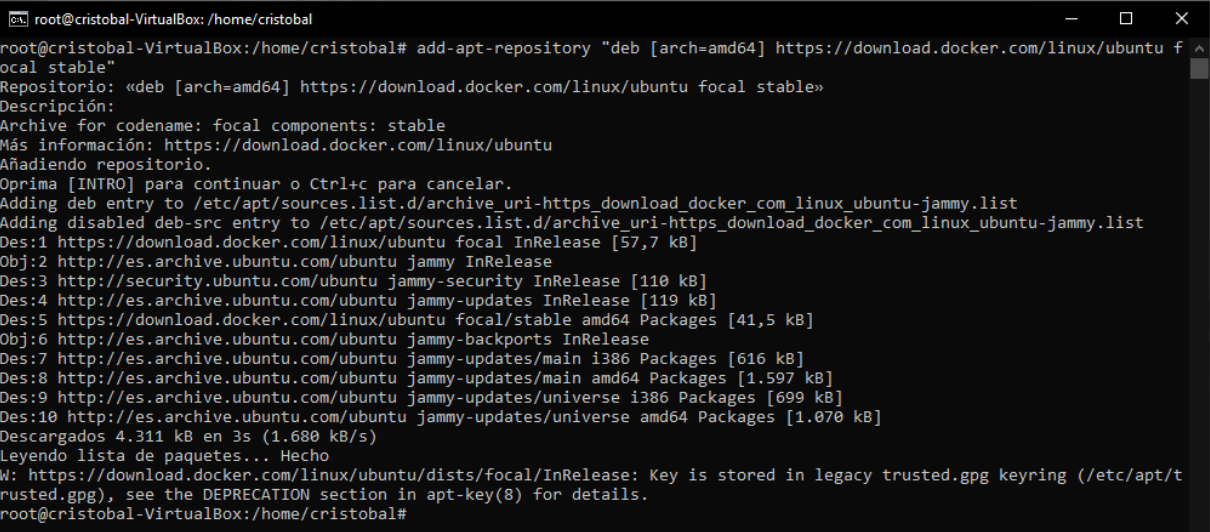 root@cristobal-VirtualBox: /home/cristobal
root@cristobal-VirtualBox:/home/cristobal# add-apt-repository "deb [arch=amd64] https://download.docker.com/linux/ubuntu f
ocal stable"
Repositorio: «deb [arch=amd64] https://download.docker.com/linux/ubuntu focal stable»
Descripción:
Archive for codename: focal components: stable
Más información: https://download.docker.com/linux/ubuntu
Añadiendo repositorio.
Oprima [INTRO] para continuar o Ctrl+c para cancelar.
Adding deb entry to /etc/apt/sources.list.d/archive_uri-https_download_docker_com_linux_ubuntu-jammy.list
Adding disabled deb-src entry to /etc/apt/sources.list.d/archive_uri-https_download_docker_com_linux_ubuntu-jammy.list
Des:1 https://download.docker.com/linux/ubuntu focal InRelease [57,7 kB]
Obj:2 http://es.archive.ubuntu.com/ubuntu jammy InRelease
Des:3 http://security.ubuntu.com/ubuntu jammy-security InRelease [110 kB]
Des:4 http://es.archive.ubuntu.com/ubuntu jammy-updates InRelease [119 kB]
Des:5 https://download.docker.com/linux/ubuntu focal/stable amd64 Packages [41,5 kB]
Obj:6 http://es.archive.ubuntu.com/ubuntu jammy-backports InRelease
Des:7 http://es.archive.ubuntu.com/ubuntu jammy-updates/main i386 Packages [616 kB]
Des:8 http://es.archive.ubuntu.com/ubuntu jammy-updates/main amd64 Packages [1.597 kB]
Des:9 http://es.archive.ubuntu.com/ubuntu jammy-updates/universe i386 Packages [699 kB]
Des:10 http://es.archive.ubuntu.com/ubuntu jammy-updates/universe amd64 Packages [1.070 kB]
Descargados 4.311 kB en 3s (1.680 kB/s)
Leyendo lista de paquetes... Hecho
W: https://download.docker.com/linux/ubuntu/dists/focal/InRelease: Key is stored in legacy trusted.gpg keyring (/etc/apt/t
rusted.gpg), see the DEPRECATION section in apt-key(8) for details.
root@cristobal-VirtualBox:/home/cristobal#